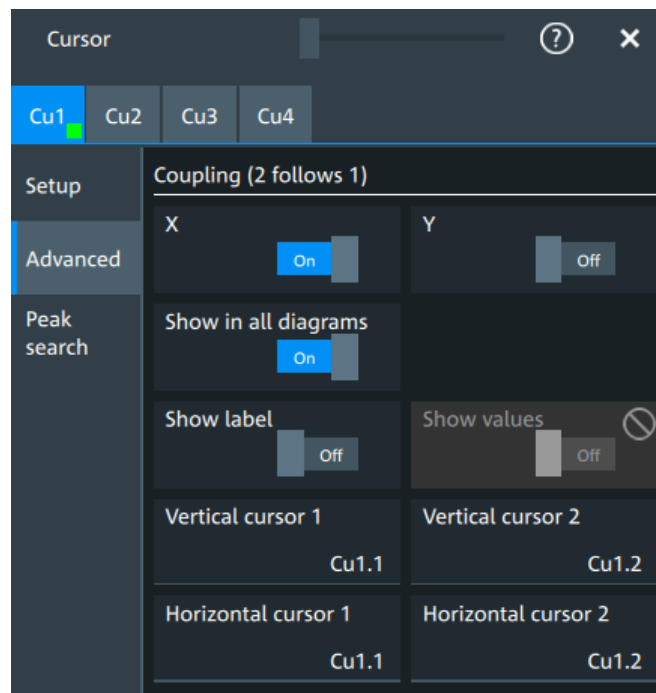 Cursor
?
Cu1 Cu2 Cu3 Cu4
Setup
Advanced
Peak
search
Coupling (2 follows 1)
X
On
Y
Off
Show in all diagrams
On
Show label
Off
Show values
Off
Vertical cursor 1
Cu1.1
Vertical cursor 2
Cu1.2
Horizontal cursor 1
Cu1.1
Horizontal cursor 2
Cu1.2